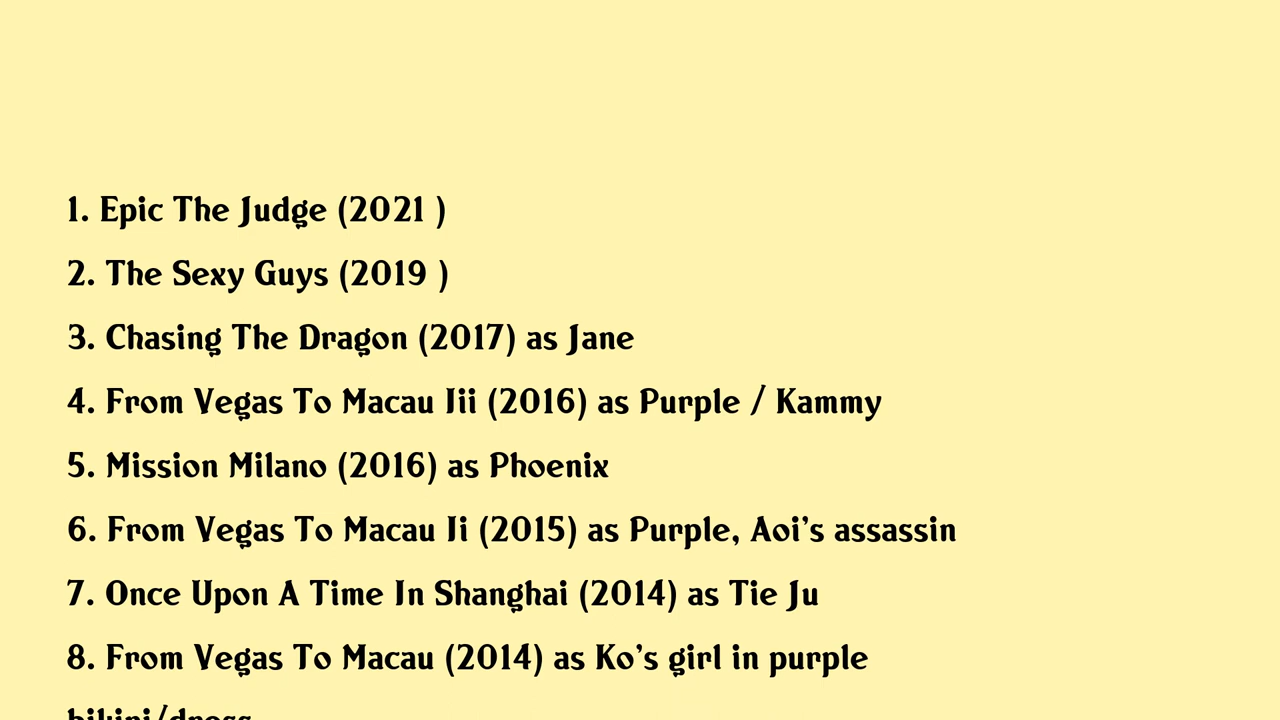 1. Epic The Judge (2021 )
2. The Sexy Guys (2019 )
3. Chasing The Dragon (2017) as Jane
4. From Vegas To Macau Iii (2016) as Purple / Kammy
5. Mission Milano (2016) as Phoenix
6. From Vegas To Macau Ii (2015) as Purple, Aoi's assassin
7. Once Upon A Time In Shanghai (2014) as Tie Ju
8. From Vegas To Macau (2014) as Ko's girl in purple
bikini/dress